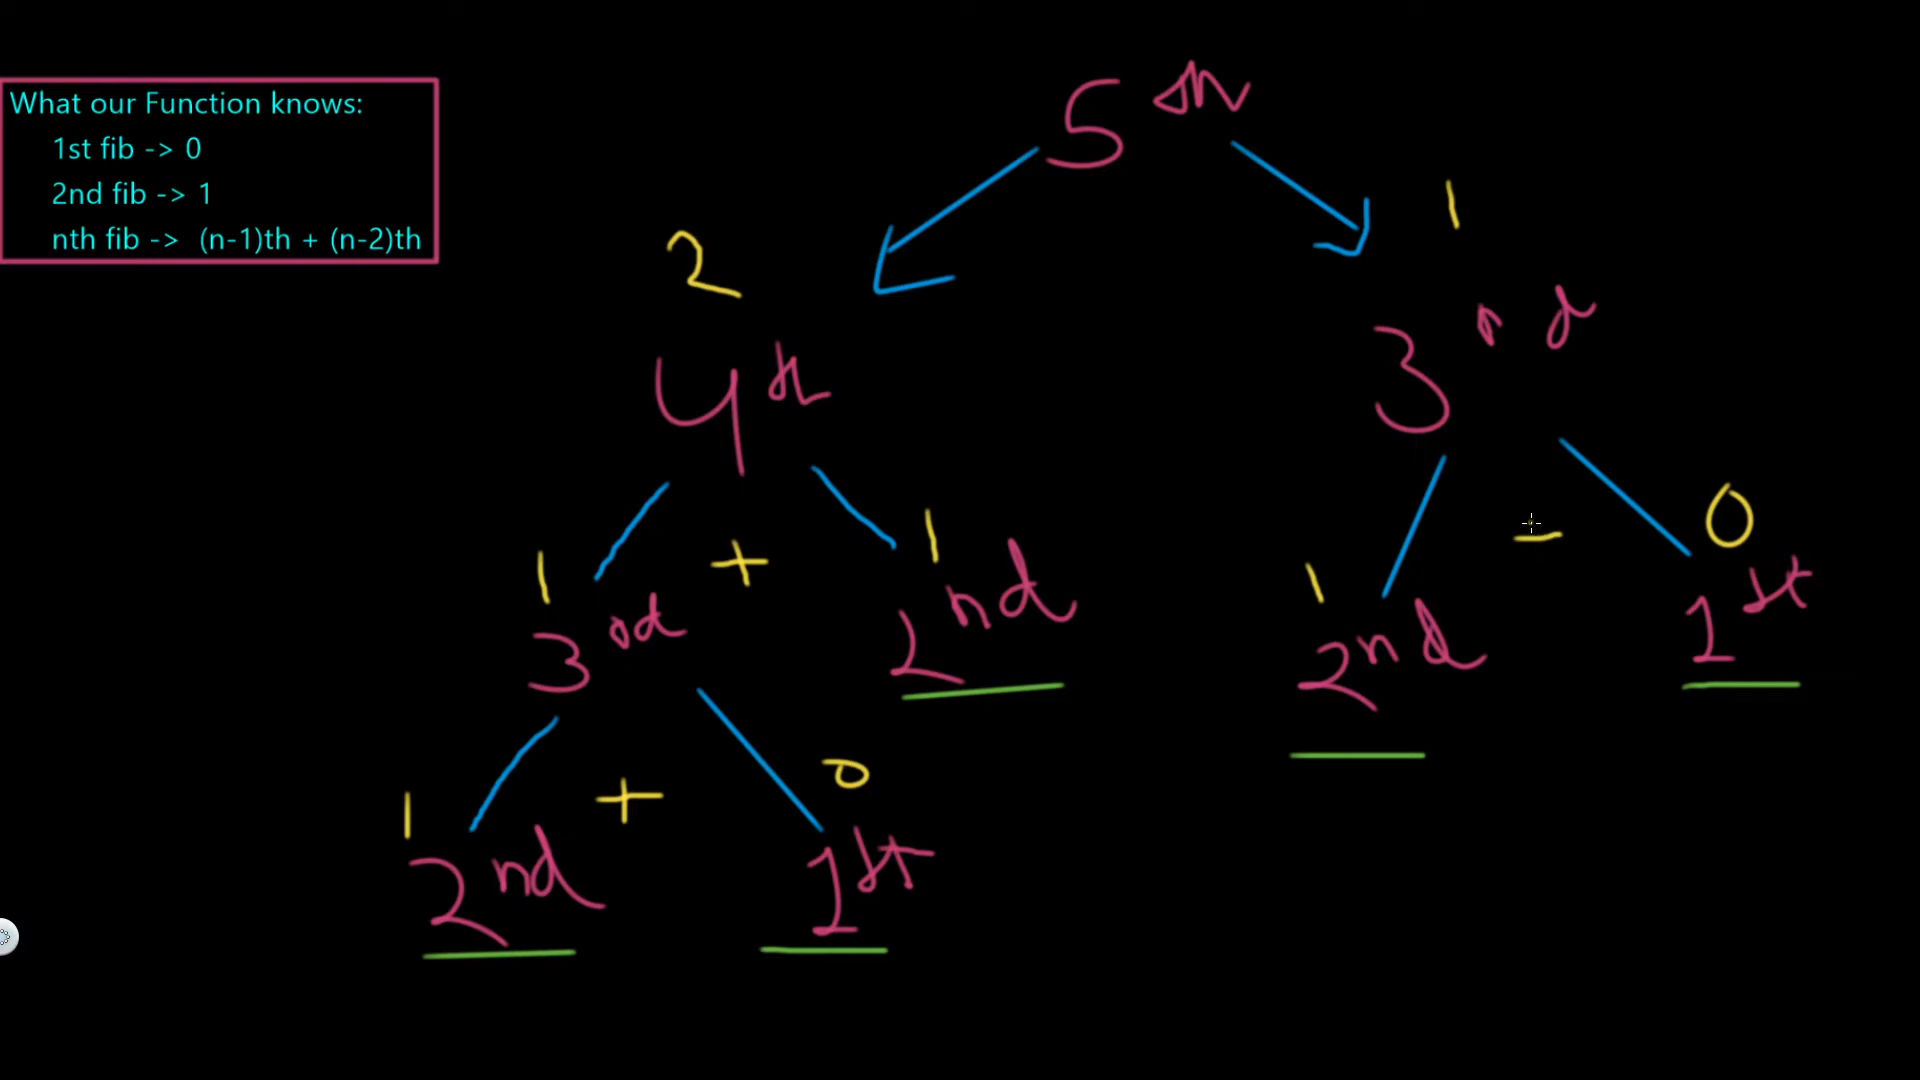 What our Function knows:
1st fib -> 0
2nd fib -> 1
nth fib -> (n-1)th + (n-2)th
5th
2
1
4th
3rd
1 + 1
1 - 0
3rd
2nd
2nd
1st
1 + 0
2nd
1st